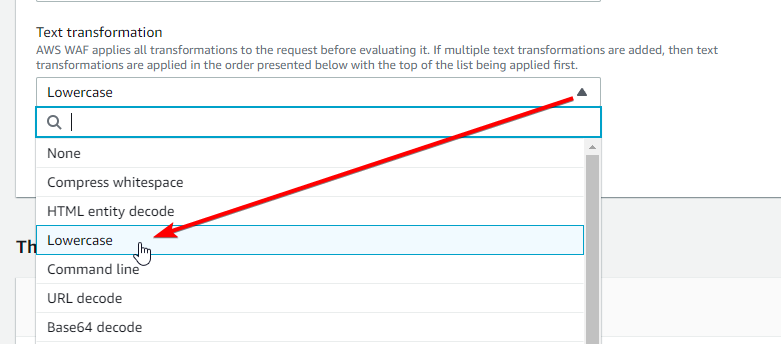 Text transformation
AWS WAF applies all transformations to the request before evaluating it. If multiple text transformations are added, then text
transformations are applied in the order presented below with the top of the list being applied first.
Lowercase
None
Compress whitespace
HTML entity decode
Lowercase
Th
Command line
URL decode
Base64 decode